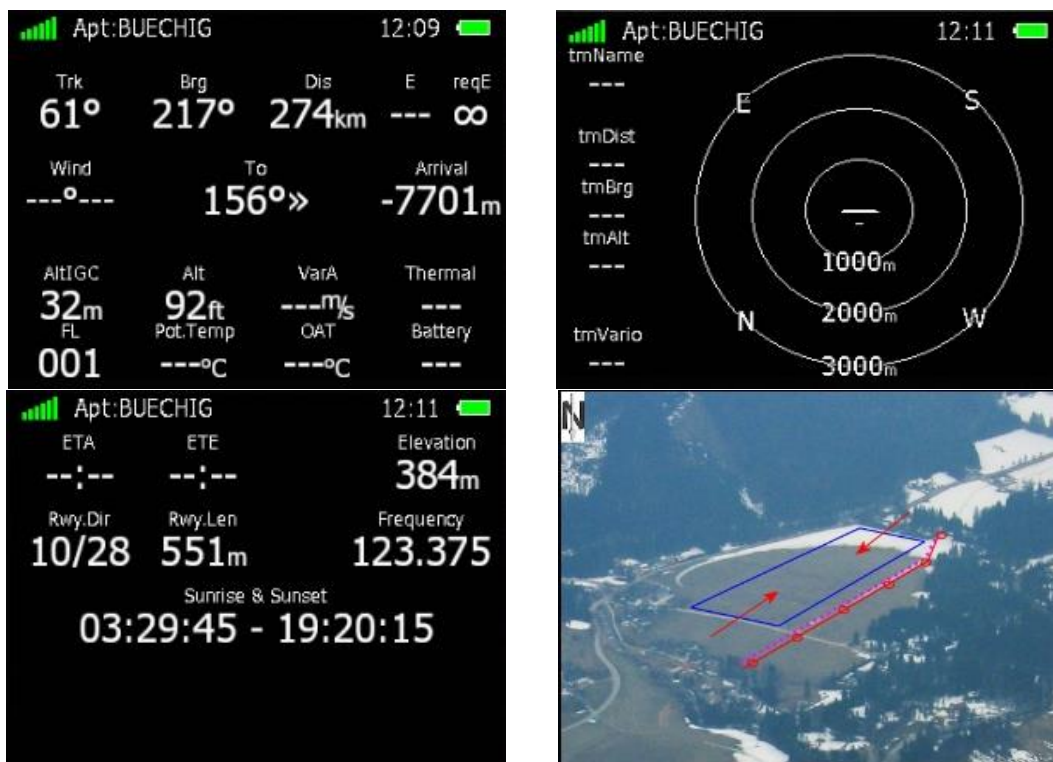 Apt:BUECHIG 12:09
Trk Brg Dis E reqE
61° 217° 274km --- ∞
Wind To Arrival
---°--- 156°» -7701m
AltIGC Alt VarA Thermal
32m 92ft ---m/s ---
FL Pot.Temp OAT Battery
001 ---°C ---°C ---
Apt:BUECHIG 12:11
tmName
---
E S
tmDist
---
tmBrg
---
tmAlt
---
1000m
2000m
N W
tmVario
---
3000m
Apt:BUECHIG 12:11
ETA ETE Elevation
--:-- --:-- 384m
Rwy.Dir Rwy.Len Frequency
10/28 551m 123.375
Sunrise & Sunset
03:29:45 - 19:20:15
N